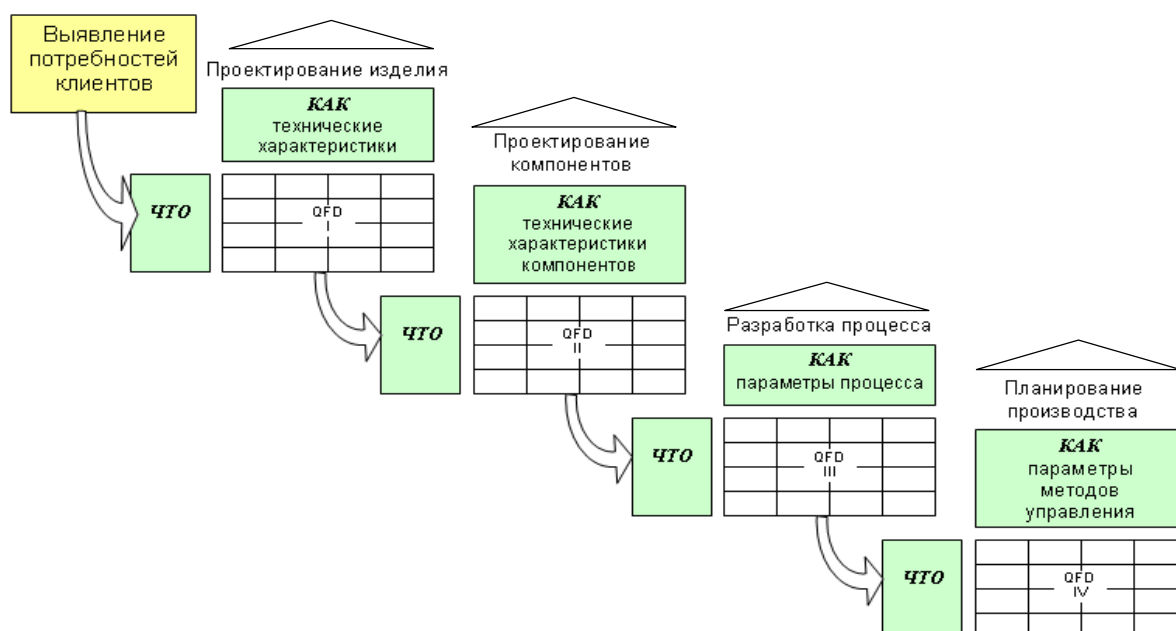 Выявление
потребностей
клиентов
Проектирование изделия
КАК
технические
характеристики
ЧТО
QFD
I
Проектирование
компонентов
КАК
технические
характеристики
компонентов
ЧТО
QFD
II
Разработка процесса
КАК
параметры процесса
ЧТО
QFD
III
Планирование
производства
КАК
параметры
методов
управления
ЧТО
QFD
IV